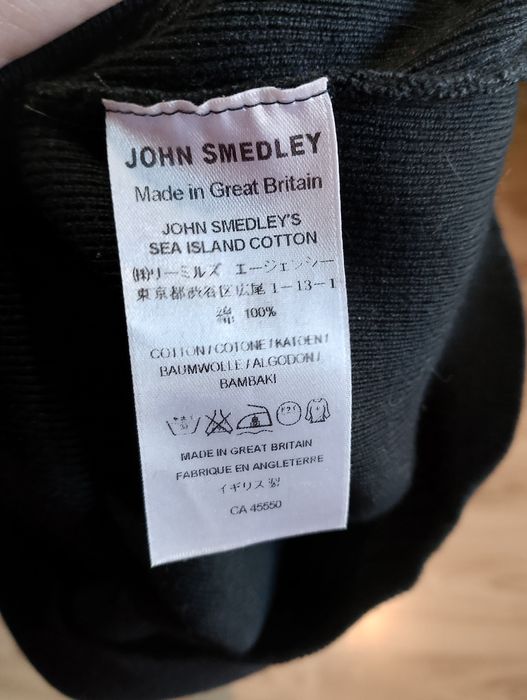 JOHN SMEDLEY
Made in Great Britain
JOHN SMEDLEY'S
SEA ISLAND COTTON
㈱リーミルズ エージェンシー
東京都渋谷区広尾1-13-1
綿 100%
COTTON / COTONE / KATOEN /
BAUMWOLLE / ALGODON /
BAMBAKI
MADE IN GREAT BRITAIN
FABRIQUE EN ANGLETERRE
イギリス製
CA 45550